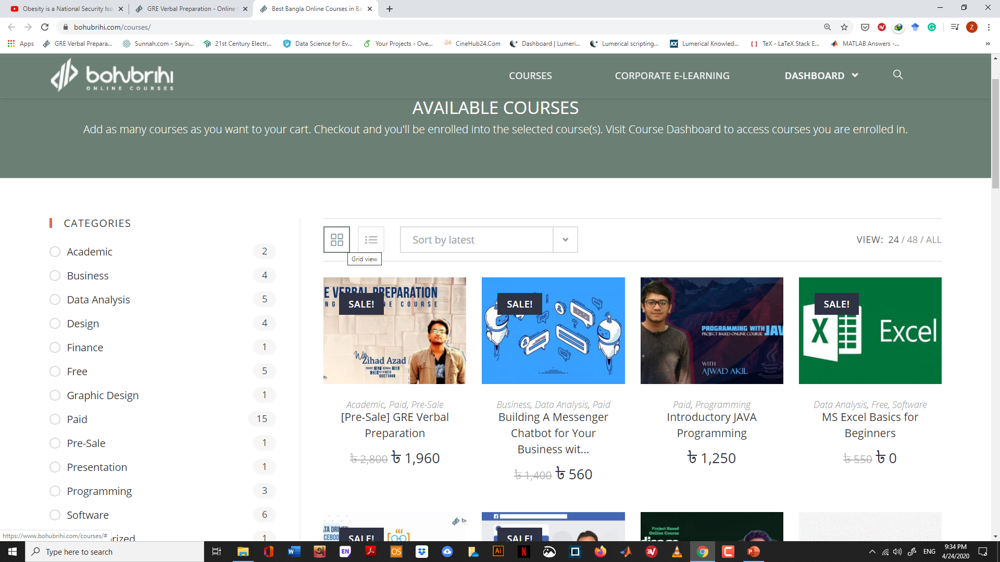 Obesity is a National Security Iss
GRE Verbal Preparation - Online
Best Bangla Online Courses in Ba
bohubrihi.com/courses/
Z
Apps
GRE Verbal Prepara...
Sunnah.com - Sayin...
21st Century Electr...
Data Science for Ev...
Your Projects - Ove...
CineHub24.Com
Dashboard | Lumeri...
Lumerical scripting...
Lumerical Knowled...
TeX - LaTeX Stack E...
MATLAB Answers -...
bohubrihi
ONLINE COURSES
COURSES
CORPORATE E-LEARNING
DASHBOARD
AVAILABLE COURSES
Add as many courses as you want to your cart. Checkout and you'll be enrolled into the selected course(s). Visit Course Dashboard to access courses you are enrolled in.
CATEGORIES
Academic 2
Business 4
Data Analysis 5
Design 4
Finance 1
Free 5
Graphic Design 1
Paid 15
Pre-Sale 1
Presentation 1
Programming 3
Software 6
rized 1
https://www.bohubrihi.com/courses/#
Sort by latest
VIEW: 24 / 48 / ALL
Grid view
E VERBAL PREPARATION
NE COURSE
SALE!
With
Zihad Azad
Academic, Paid, Pre-Sale
[Pre-Sale] GRE Verbal
Preparation
৳ 2,800 ৳ 1,960
SALE!
Business, Data Analysis, Paid
Building A Messenger
Chatbot for Your
Business wit...
৳ 1,400 ৳ 560
PROGRAMMING WITH JAV
PROJECT BASED ONLINE COURSE
WITH
AJWAD AKIL
Paid, Programming
Introductory JAVA
Programming
৳ 1,250
SALE!
X
Excel
Data Analysis, Free, Software
MS Excel Basics for
Beginners
৳ 550 ৳ 0
ATA DRIVEN
SALE!
SALE!
Project Based
Online Course
Type here to search
EN
OS
Ai
N
ENG
9:34 PM
4/24/2020